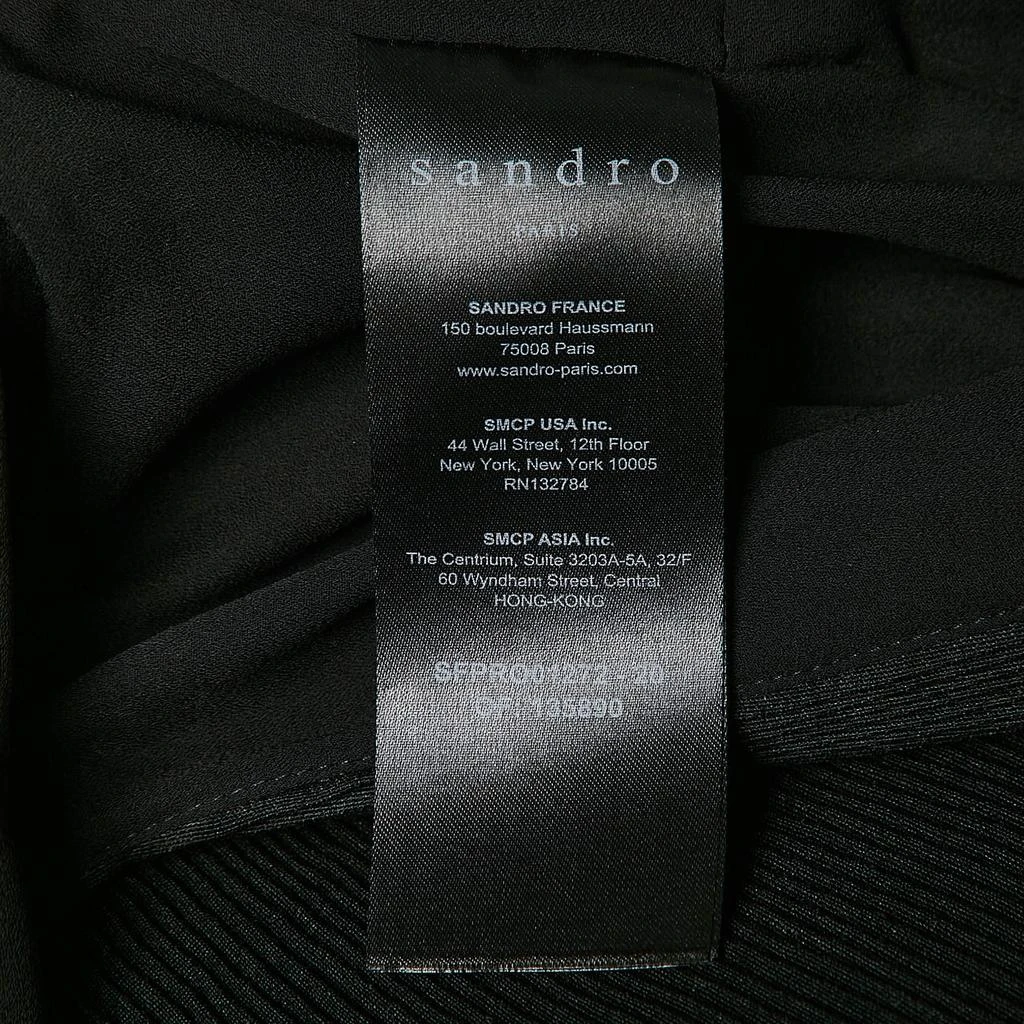 sandro
PARIS
SANDRO FRANCE
150 boulevard Haussmann
75008 Paris
www.sandro-paris.com
SMCP USA Inc.
44 Wall Street, 12th Floor
New York, New York 10005
RN132784
SMCP ASIA Inc.
The Centrium, Suite 3203A-5A, 32/F
60 Wyndham Street, Central
HONG-KONG
SFPRO01272 - 20